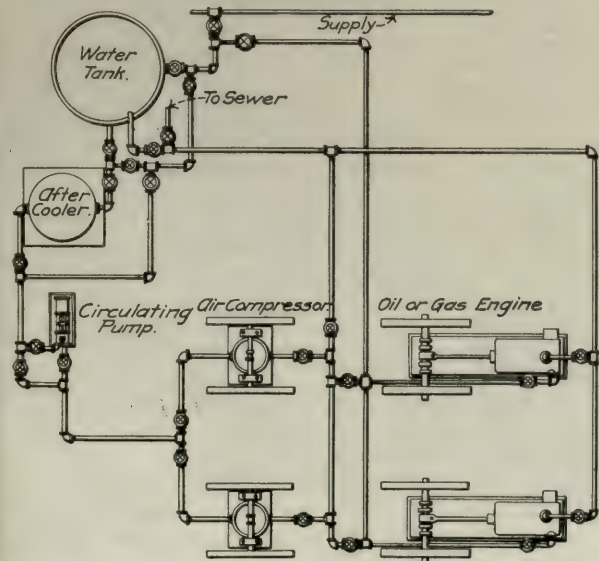 Supply
Water
Tank.
To Sewer
After
Cooler.
Circulating
Pump.
Air Compressor
Oil or Gas Engine